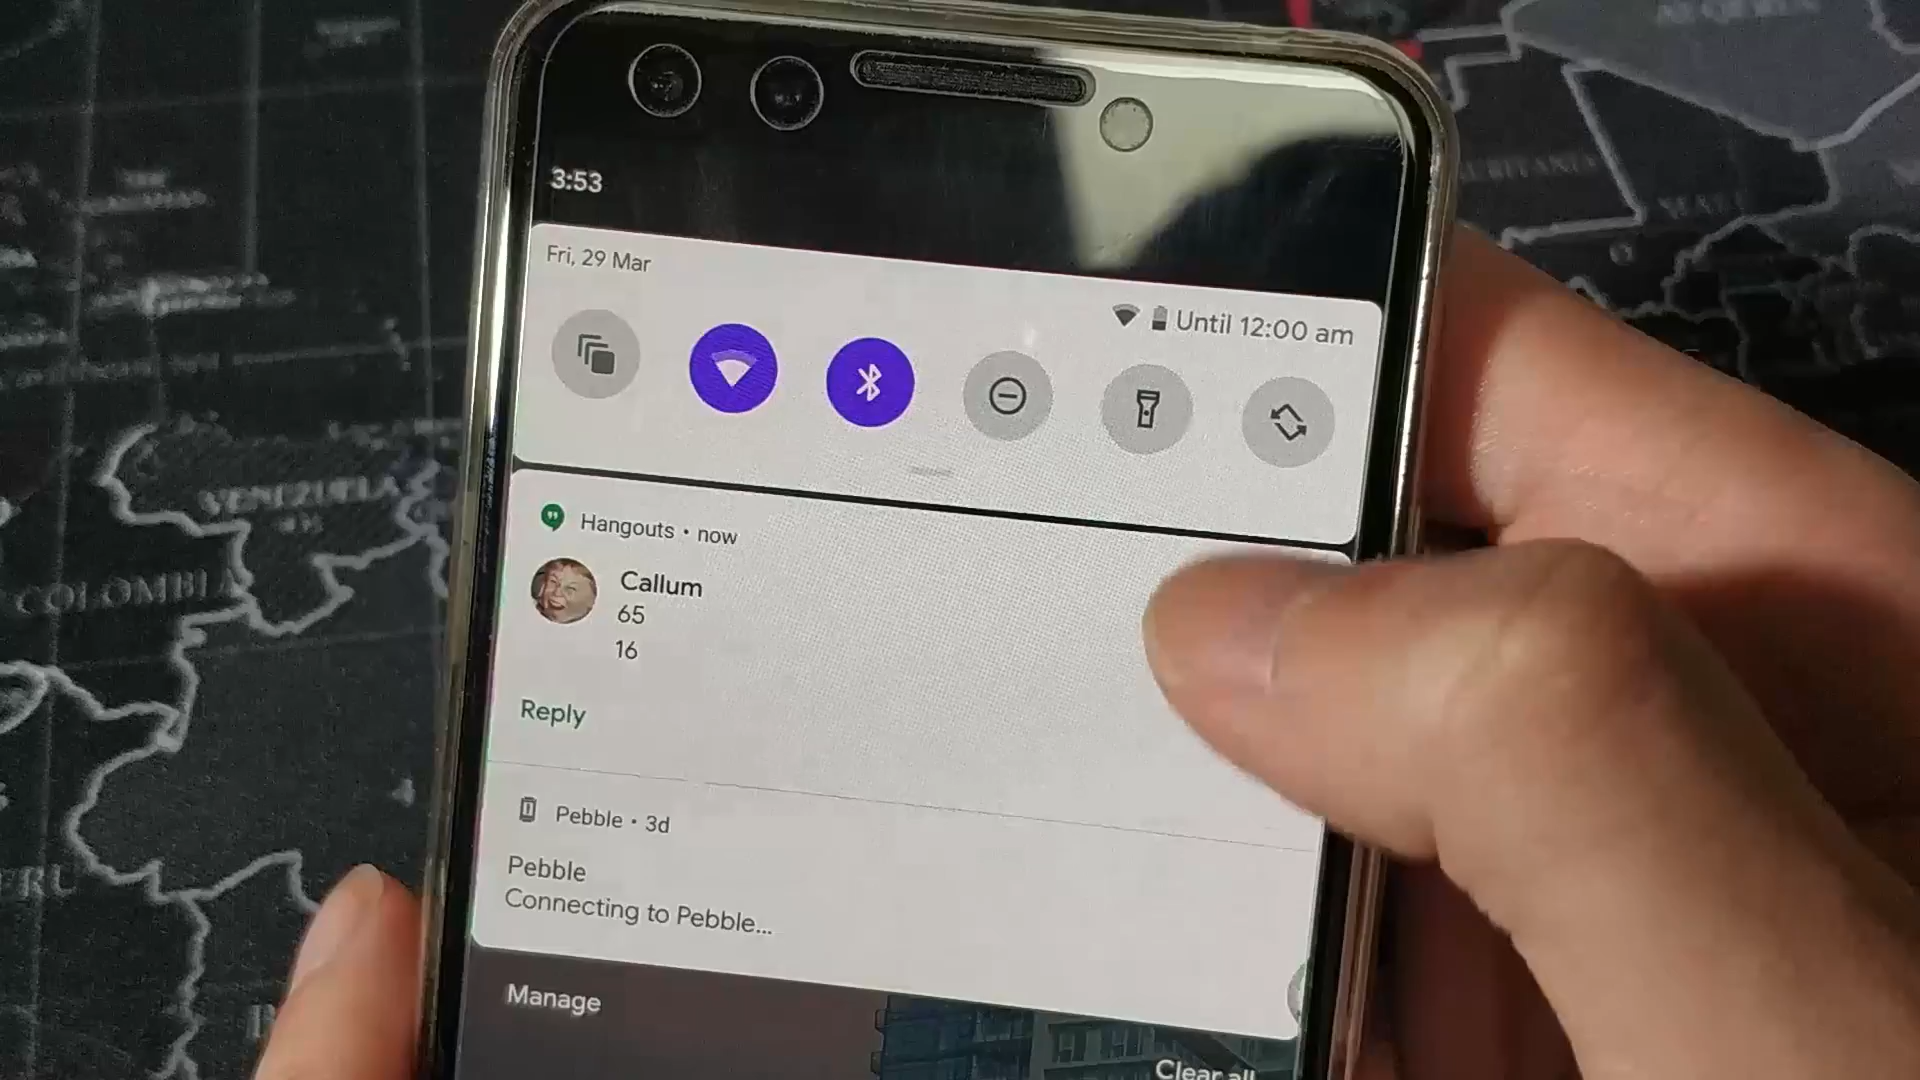 3:53
Fri, 29 Mar
Until 12:00 am
Hangouts • now
Callum
65
16
Reply
Pebble • 3d
Pebble
Connecting to Pebble...
Manage
Clear all
VENEZUELA
COLOMBIA